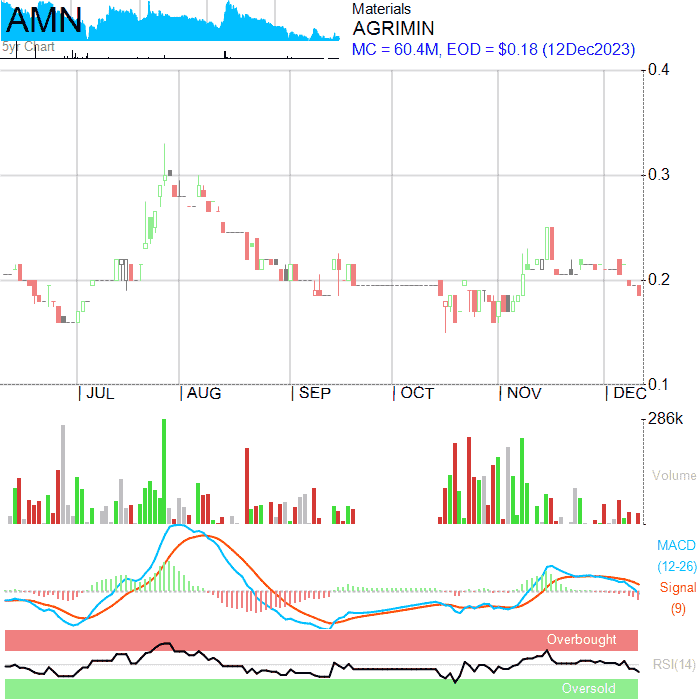 AMN
5yr Chart
Materials
AGRIMIN
MC = 60.4M, EOD = $0.18 (12Dec2023)
0.4
0.3
0.2
0.1
JUL AUG SEP OCT NOV DEC
286k
Volume
MACD
(12-26)
Signal
(9)
Overbought
RSI(14)
Oversold